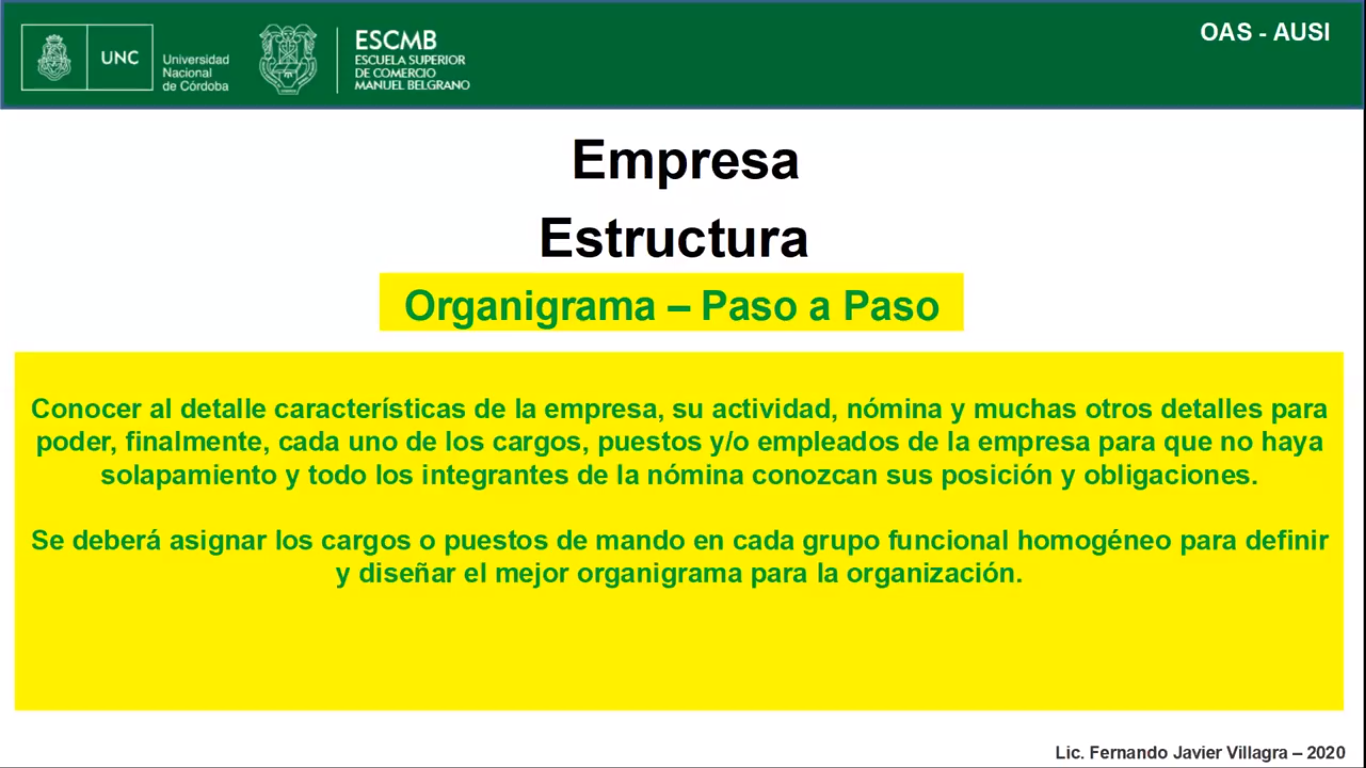 UNC
Universidad
Nacional
de Córdoba
ESCMB
ESCUELA SUPERIOR
DE COMERCIO
MANUEL BELGRANO
OAS - AUSI
Empresa
Estructura
Organigrama – Paso a Paso
Conocer al detalle características de la empresa, su actividad, nómina y muchas otros detalles para
poder, finalmente, cada uno de los cargos, puestos y/o empleados de la empresa para que no haya
solapamiento y todo los integrantes de la nómina conozcan sus posición y obligaciones.
Se deberá asignar los cargos o puestos de mando en cada grupo funcional homogéneo para definir
y diseñar el mejor organigrama para la organización.
Lic. Fernando Javier Villagra – 2020